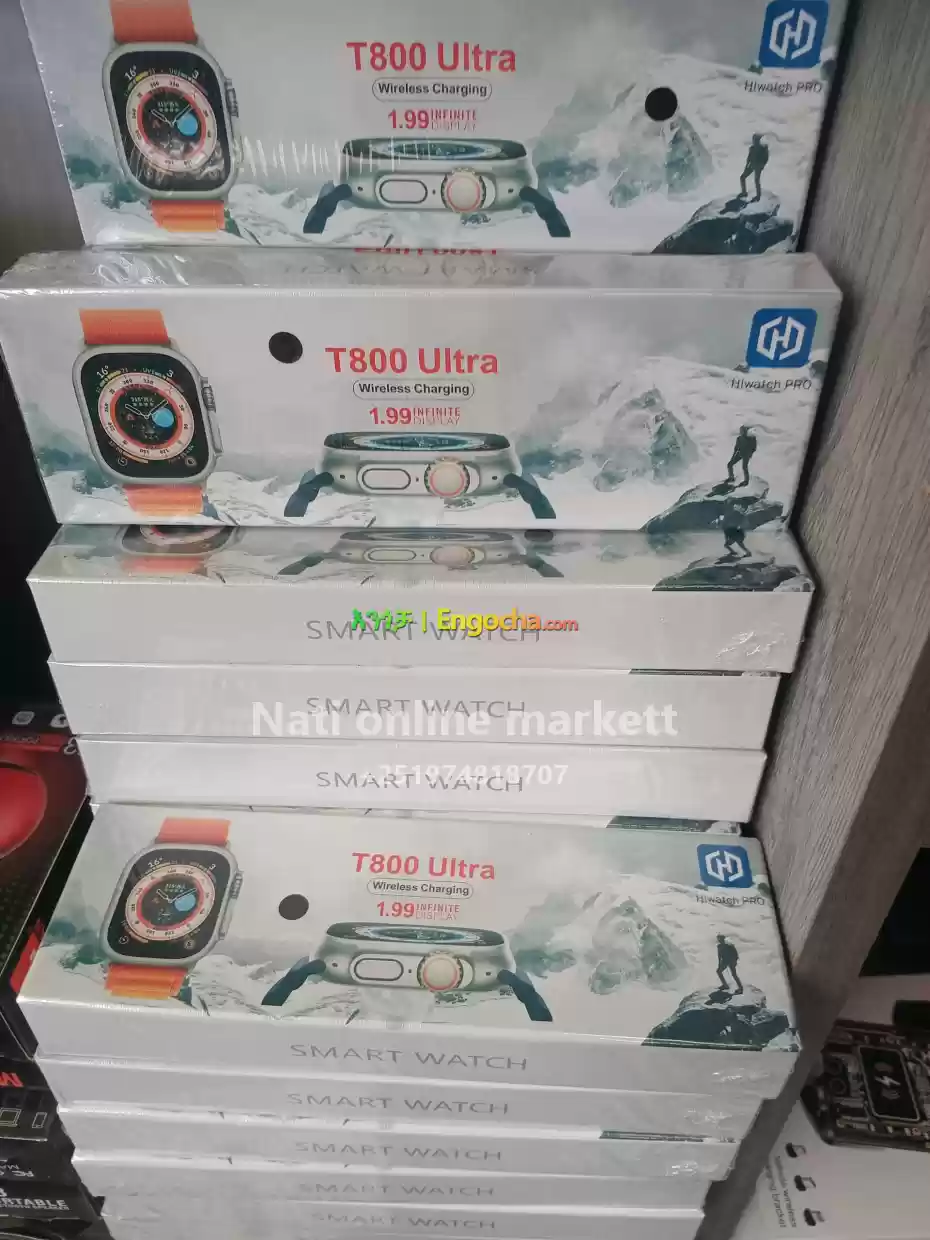 T800 Ultra
Wireless Charging
1.99 INFINITE
DISPLAY
Hiwatch PRO
T800 Ultra
Wireless Charging
1.99 INFINITE
DISPLAY
Hiwatch PRO
SMART WATCH
እንጎቻ | Engocha.com
SMART WATCH
Nati online markett
SMART WATCH
T800 Ultra
Wireless Charging
1.99 INFINITE
DISPLAY
Hiwatch PRO
SMART WATCH
SMART WATCH
SMART WATCH
SMART WATCH
SMART WATCH